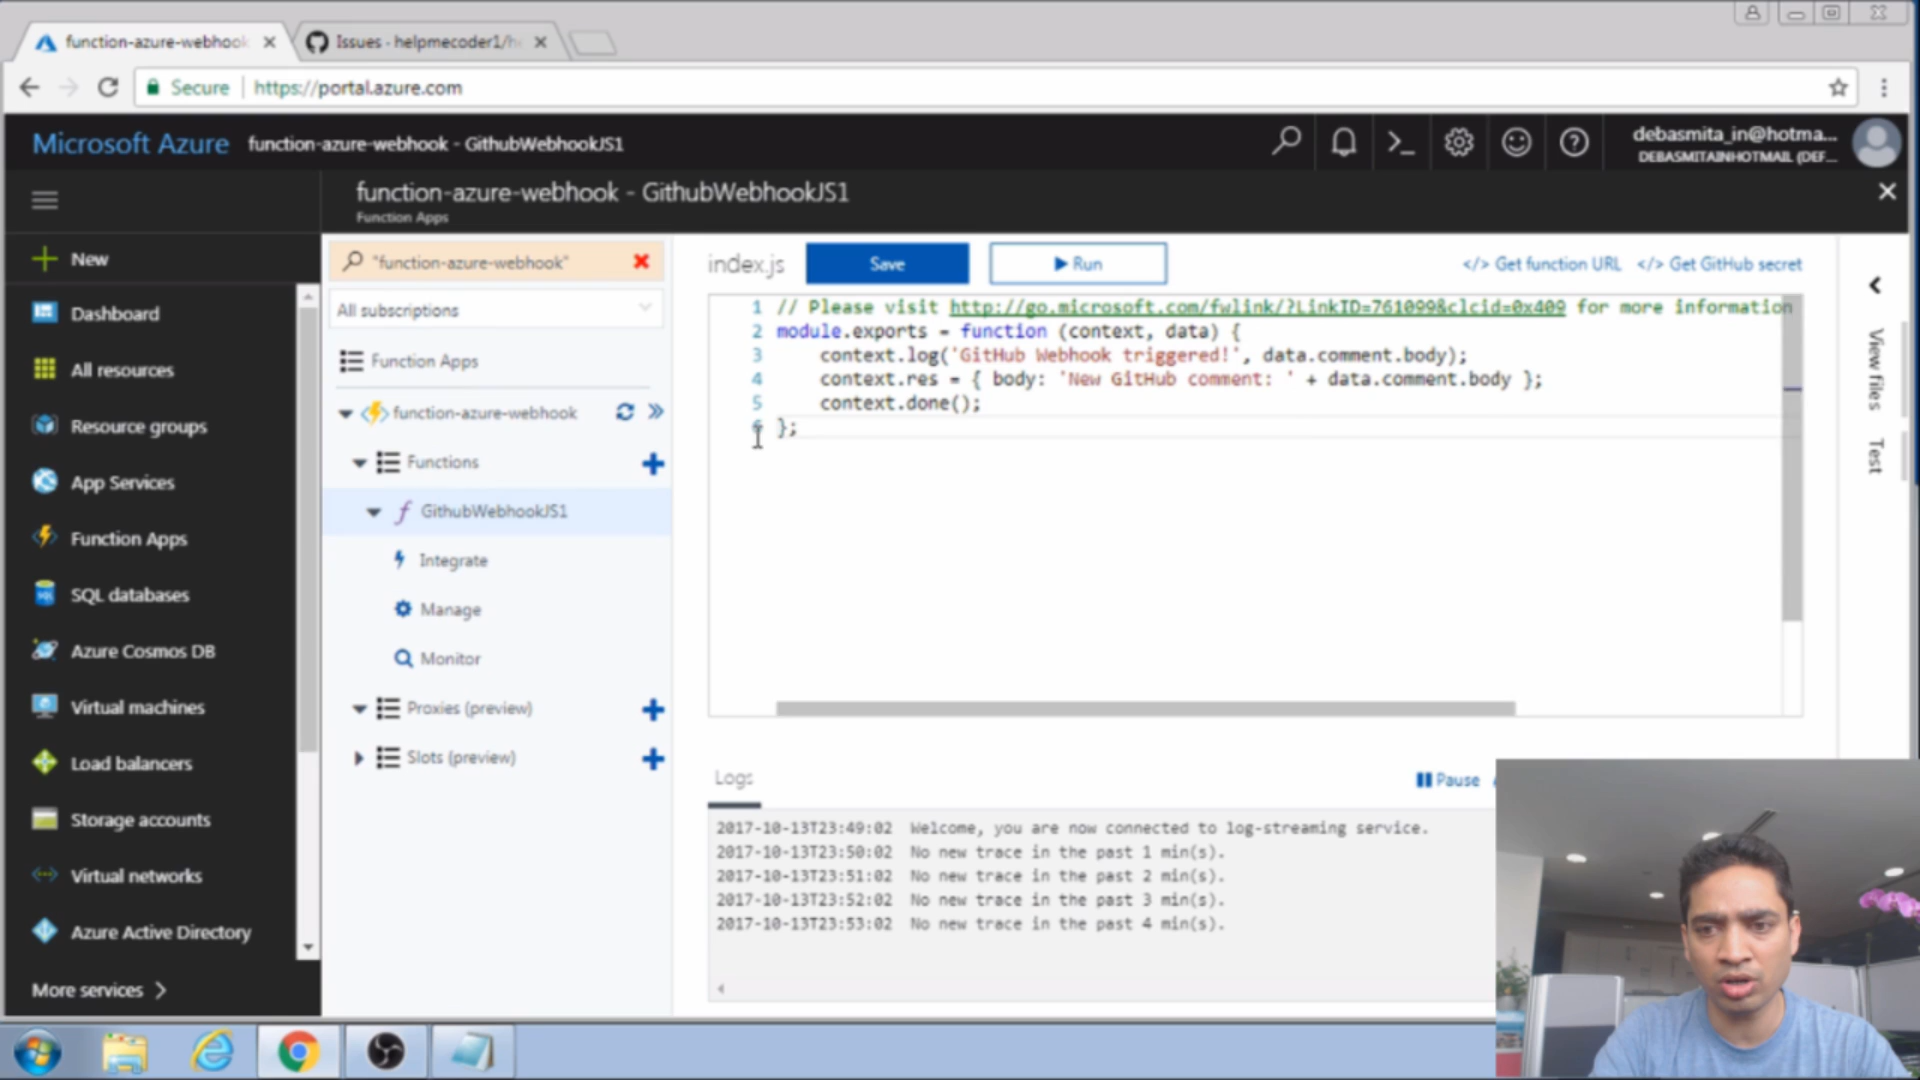 function-azure-webhook
Issues - helpmecoder1/he
Secure
https://portal.azure.com
Microsoft Azure function-azure-webhook - GithubWebhookJS1
debasmita_in@hotma...
DEBASMITAINHOTMAIL (DEF...
function-azure-webhook - GithubWebhookJS1
Function Apps
New
Dashboard
All resources
Resource groups
App Services
Function Apps
SQL databases
Azure Cosmos DB
Virtual machines
Load balancers
Storage accounts
Virtual networks
Azure Active Directory
More services
"function-azure-webhook"
All subscriptions
Function Apps
function-azure-webhook
Functions
GithubWebhookJS1
Integrate
Manage
Monitor
Proxies (preview)
Slots (preview)
index.js
Save
Run
</> Get function URL
</> Get GitHub secret
1 // Please visit http://go.microsoft.com/fwlink/?LinkID=761099&clcid=0x409 for more information
2 module.exports = function (context, data) {
3 context.log('GitHub Webhook triggered!', data.comment.body);
4 context.res = { body: 'New GitHub comment: ' + data.comment.body };
5 context.done();
6 };
View files
Test
Logs
Pause
2017-10-13T23:49:02 Welcome, you are now connected to log-streaming service.
2017-10-13T23:50:02 No new trace in the past 1 min(s).
2017-10-13T23:51:02 No new trace in the past 2 min(s).
2017-10-13T23:52:02 No new trace in the past 3 min(s).
2017-10-13T23:53:02 No new trace in the past 4 min(s).